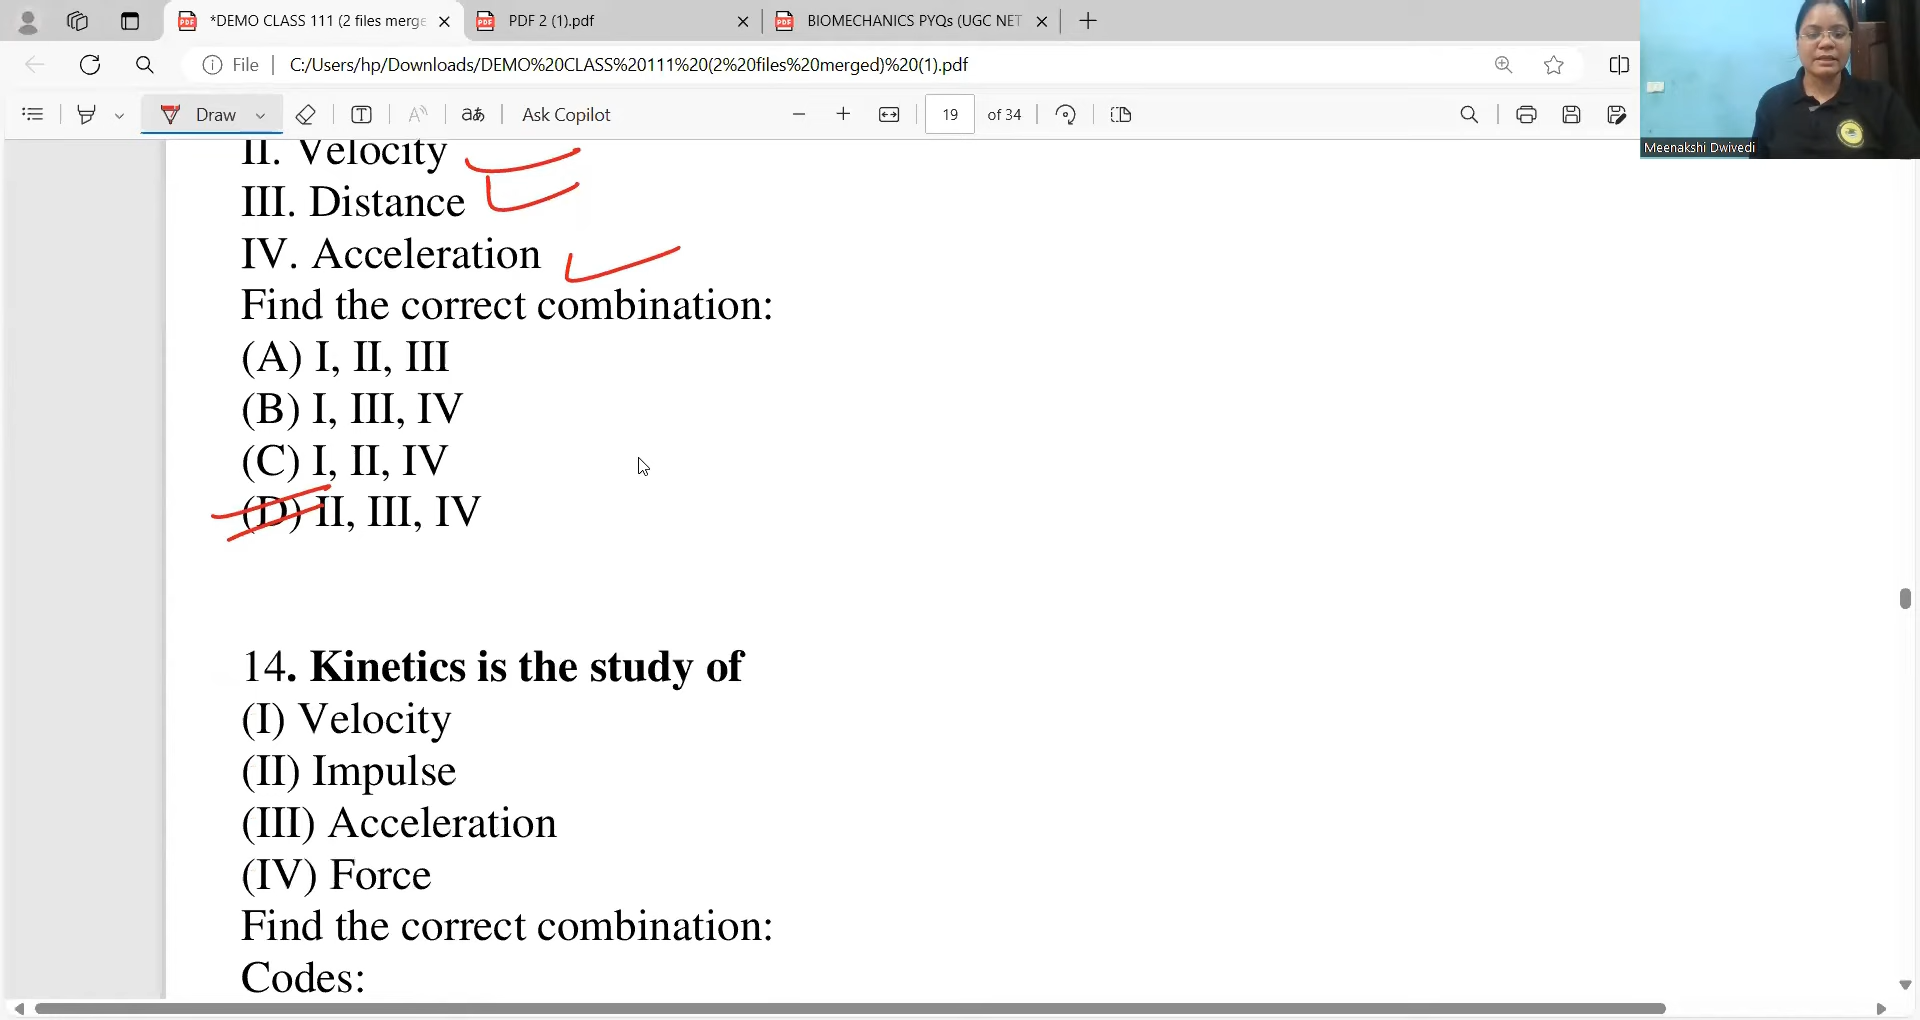 *DEMO CLASS 111 (2 files merge
PDF 2 (1).pdf
BIOMECHANICS PYQs (UGC NET
File
C:/Users/hp/Downloads/DEMO%20CLASS%20111%20(2%20files%20merged)%20(1).pdf
Draw
Ask Copilot
19 of 34
Meenakshi Dwivedi
II. Velocity
III. Distance
IV. Acceleration
Find the correct combination:
(A) I, II, III
(B) I, III, IV
(C) I, II, IV
(D) II, III, IV
14. Kinetics is the study of
(I) Velocity
(II) Impulse
(III) Acceleration
(IV) Force
Find the correct combination:
Codes: